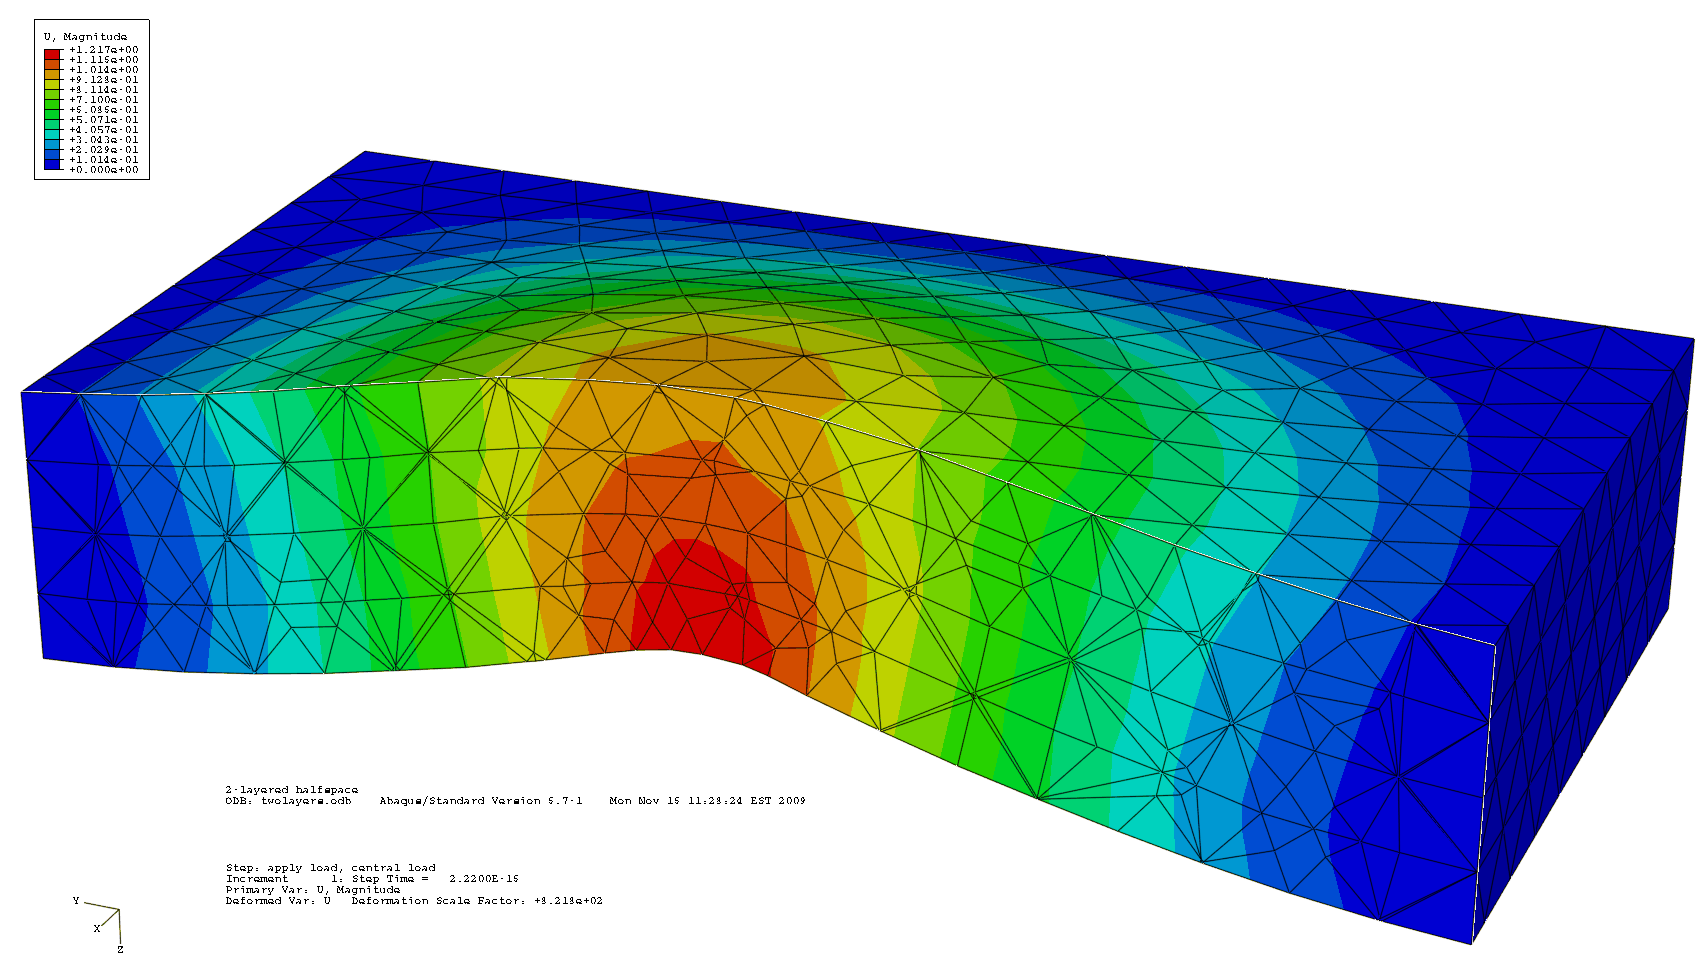 U, Magnitude
+1.217e+00
+1.116e+00
+1.014e+00
+9.128e-01
+8.114e-01
+7.100e-01
+6.085e-01
+5.071e-01
+4.057e-01
+3.043e-01
+2.029e-01
+1.014e-01
+0.000e+00
2-layered halfspace
ODB: twolayers.odb Abaqus/Standard Version 6.7-1 Mon Nov 16 11:28:24 EST 2009
Step: apply load, central load
Increment 1: Step Time = 2.2200E-16
Primary Var: U, Magnitude
Deformed Var: U Deformation Scale Factor: +8.218e+02
Y
X
Z